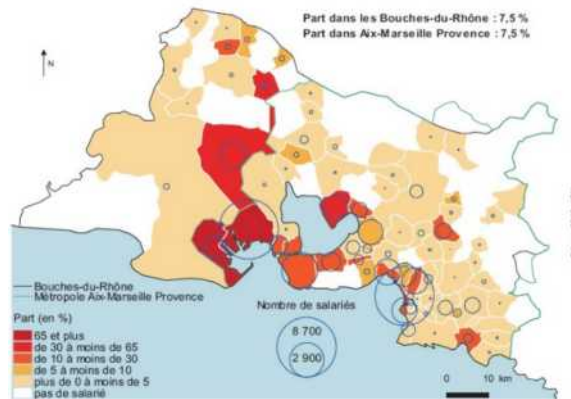 Part dans les Bouches-du-Rhône : 7,5 %
Part dans Aix-Marseille Provence : 7,5 %
N
Bouches-du-Rhône
Métropole Aix-Marseille Provence
Part (en %)
65 et plus
de 30 à moins de 65
de 10 à moins de 30
de 5 à moins de 10
plus de 0 à moins de 5
pas de salarié
Nombre de salariés
8 700
2 900
0 10 km